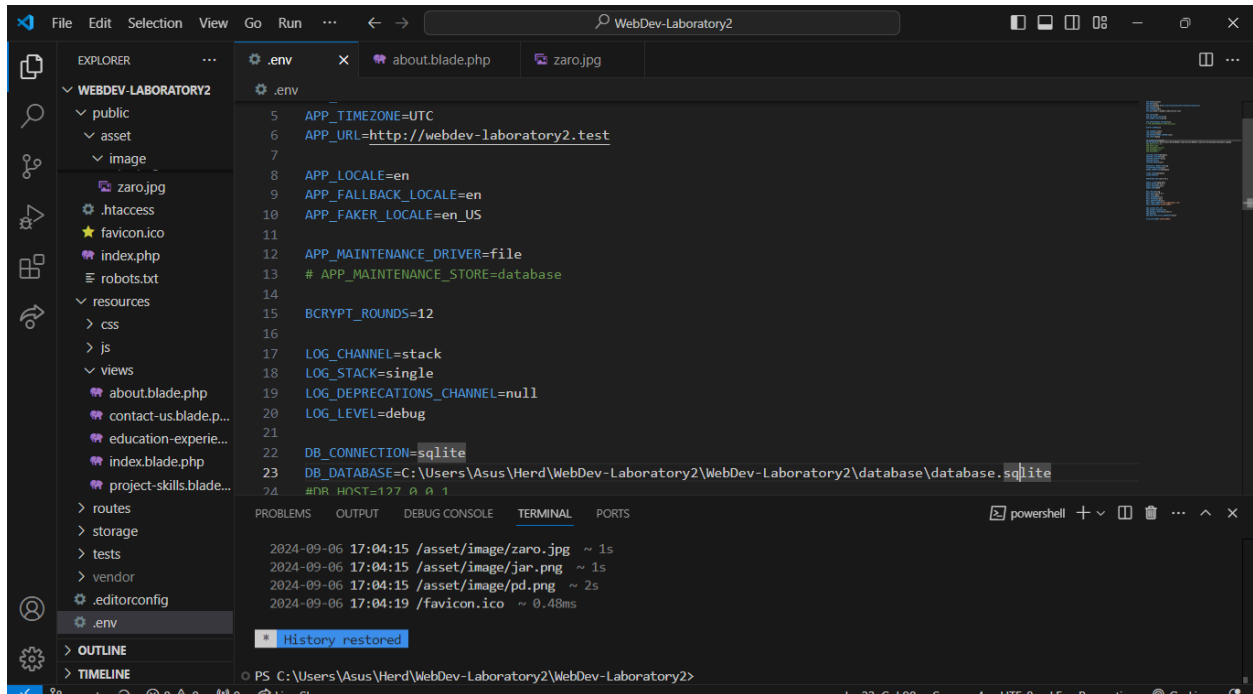 File Edit Selection View Go Run ··· WebDev-Laboratory2
EXPLORER ···
WEBDEV-LABORATORY2
public
asset
image
zaro.jpg
.htaccess
favicon.ico
index.php
robots.txt
resources
css
js
views
about.blade.php
contact-us.blade.p...
education-experie...
index.blade.php
project-skills.blade...
routes
storage
tests
vendor
.editorconfig
.env
OUTLINE
TIMELINE
.env about.blade.php zaro.jpg
.env
5 APP_TIMEZONE=UTC
6 APP_URL=http://webdev-laboratory2.test
7
8 APP_LOCALE=en
9 APP_FALLBACK_LOCALE=en
10 APP_FAKER_LOCALE=en_US
11
12 APP_MAINTENANCE_DRIVER=file
13 # APP_MAINTENANCE_STORE=database
14
15 BCRYPT_ROUNDS=12
16
17 LOG_CHANNEL=stack
18 LOG_STACK=single
19 LOG_DEPRECATIONS_CHANNEL=null
20 LOG_LEVEL=debug
21
22 DB_CONNECTION=sqlite
23 DB_DATABASE=C:\Users\Asus\Herd\WebDev-Laboratory2\WebDev-Laboratory2\database\database.sqlite
24 #DB_HOST=127.0.0.1
PROBLEMS OUTPUT DEBUG CONSOLE TERMINAL PORTS powershell
2024-09-06 17:04:15 /asset/image/zaro.jpg ~ 1s
2024-09-06 17:04:15 /asset/image/jar.png ~ 1s
2024-09-06 17:04:15 /asset/image/pd.png ~ 2s
2024-09-06 17:04:19 /favicon.ico ~ 0.48ms
* History restored
PS C:\Users\Asus\Herd\WebDev-Laboratory2\WebDev-Laboratory2>